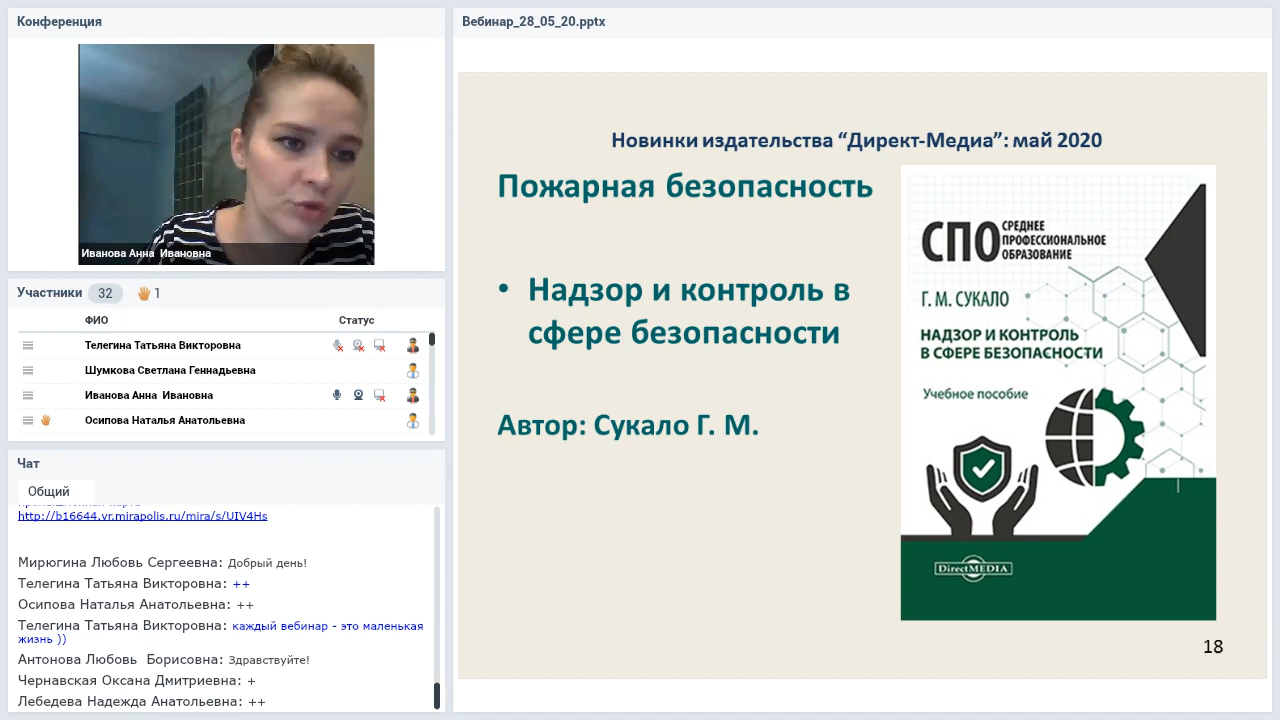 Конференция
Иванова Анна Ивановна
Участники 32 1
ФИО Статус
Телегина Татьяна Викторовна
Шумкова Светлана Геннадьевна
Иванова Анна Ивановна
Осипова Наталья Анатольевна
Чат
Общий
http://b16644.vr.mirapolis.ru/mira/s/UIV4Hs
Мирюгина Любовь Сергеевна: Добрый день!
Телегина Татьяна Викторовна: ++
Осипова Наталья Анатольевна: ++
Телегина Татьяна Викторовна: каждый вебинар - это маленькая
жизнь ))
Антонова Любовь Борисовна: Здравствуйте!
Чернавская Оксана Дмитриевна: +
Лебедева Надежда Анатольевна: ++
Вебинар_28_05_20.pptx
Новинки издательства “Директ-Медиа”: май 2020
Пожарная безопасность
• Надзор и контроль в
сфере безопасности
Автор: Сукало Г. М.
СПО СРЕДНЕЕ
ПРОФЕССИОНАЛЬНОЕ
ОБРАЗОВАНИЕ
Г. М. СУКАЛО
НАДЗОР И КОНТРОЛЬ
В СФЕРЕ БЕЗОПАСНОСТИ
Учебное пособие
DirectMEDIA
18